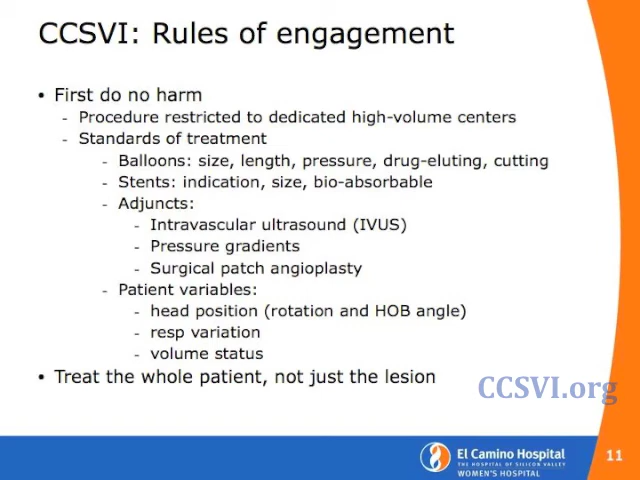 CCSVI: Rules of engagement
• First do no harm
- Procedure restricted to dedicated high-volume centers
- Standards of treatment
- Balloons: size, length, pressure, drug-eluting, cutting
- Stents: indication, size, bio-absorbable
- Adjuncts:
- Intravascular ultrasound (IVUS)
- Pressure gradients
- Surgical patch angioplasty
- Patient variables:
- head position (rotation and HOB angle)
- resp variation
- volume status
• Treat the whole patient, not just the lesion
CCSVI.org
El Camino Hospital
THE HOSPITAL OF SILICON VALLEY
WOMEN'S HOSPITAL
11